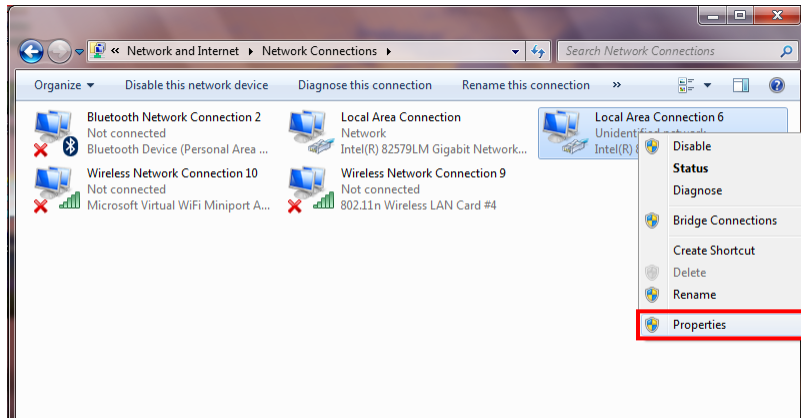 « Network and Internet Network Connections
Search Network Connections
Organize Disable this network device Diagnose this connection Rename this connection »
Bluetooth Network Connection 2
Not connected
Bluetooth Device (Personal Area ...
Local Area Connection
Network
Intel(R) 82579LM Gigabit Network...
Local Area Connection 6
Unidentified network
Intel(R)
Wireless Network Connection 10
Not connected
Microsoft Virtual WiFi Miniport A...
Wireless Network Connection 9
Not connected
802.11n Wireless LAN Card #4
Disable
Status
Diagnose
Bridge Connections
Create Shortcut
Delete
Rename
Properties